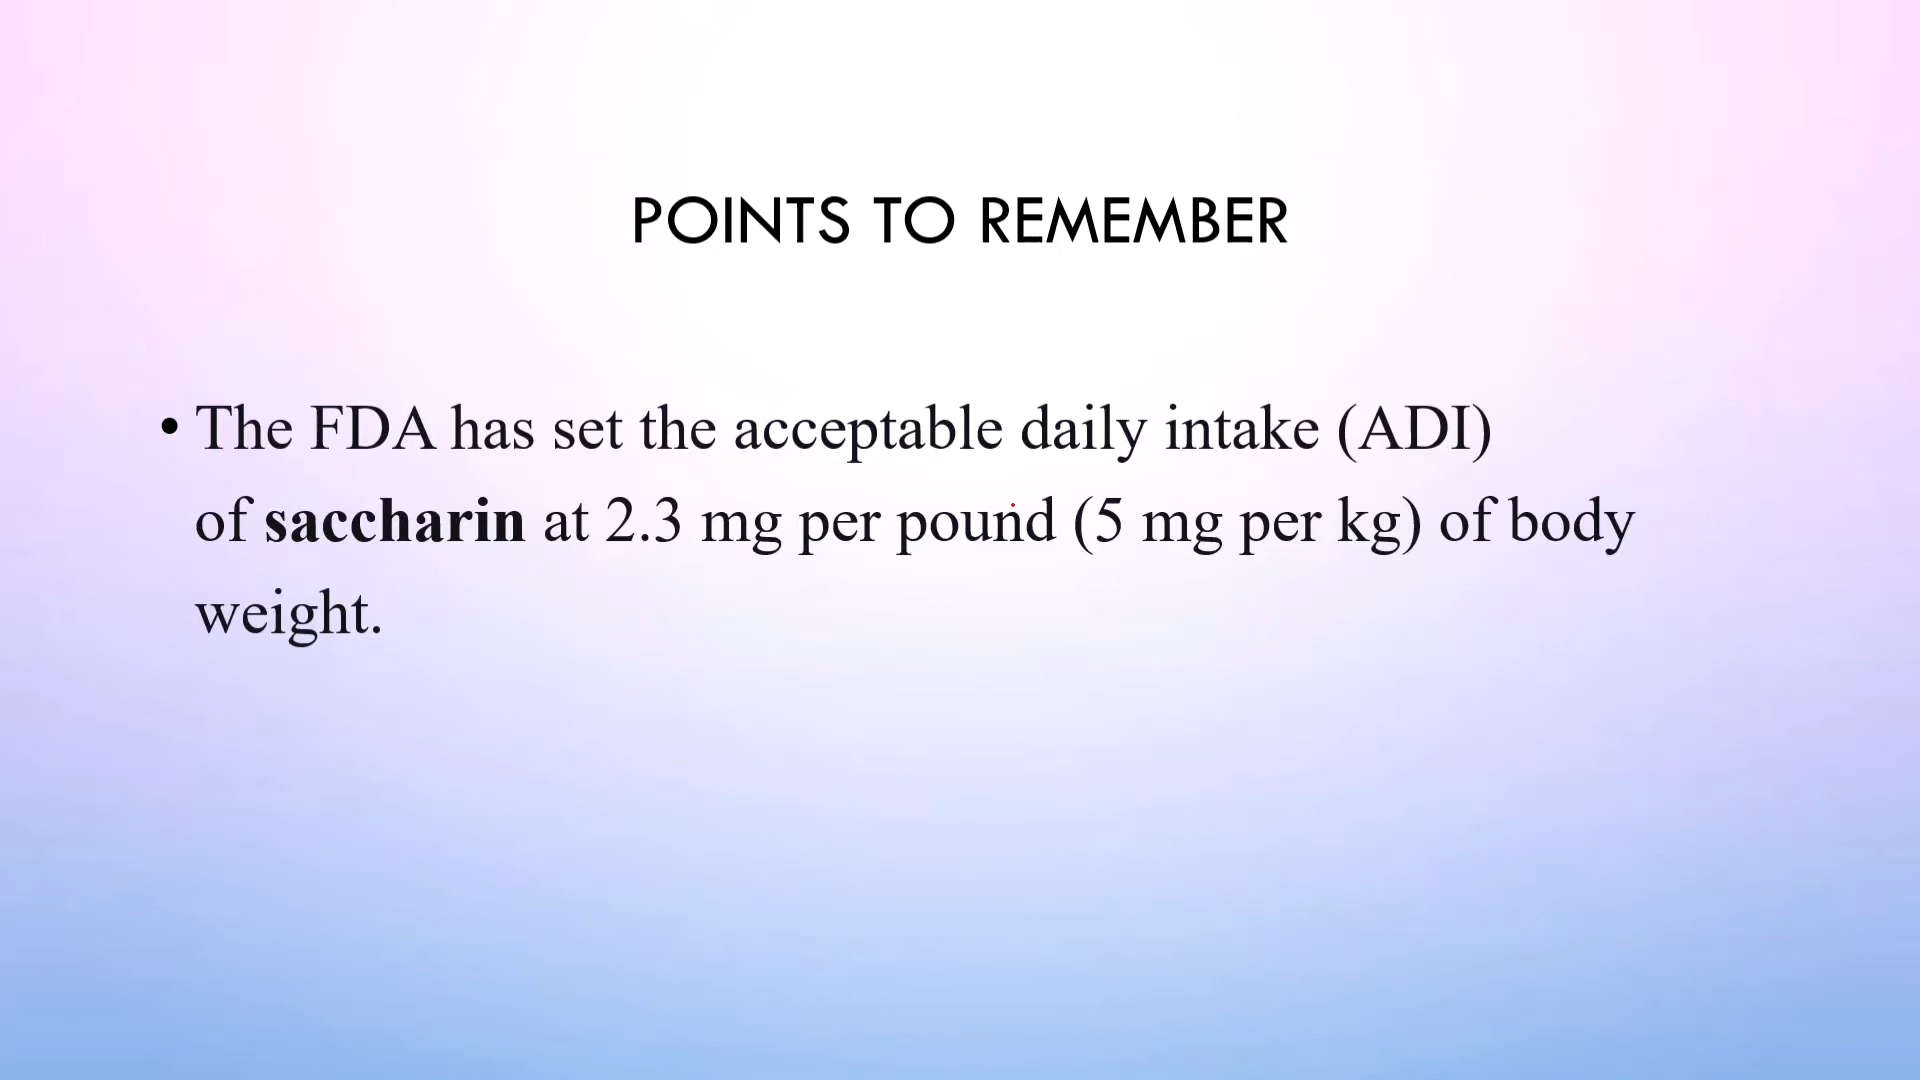 POINTS TO REMEMBER
• The FDA has set the acceptable daily intake (ADI)
of saccharin at 2.3 mg per pound (5 mg per kg) of body
weight.